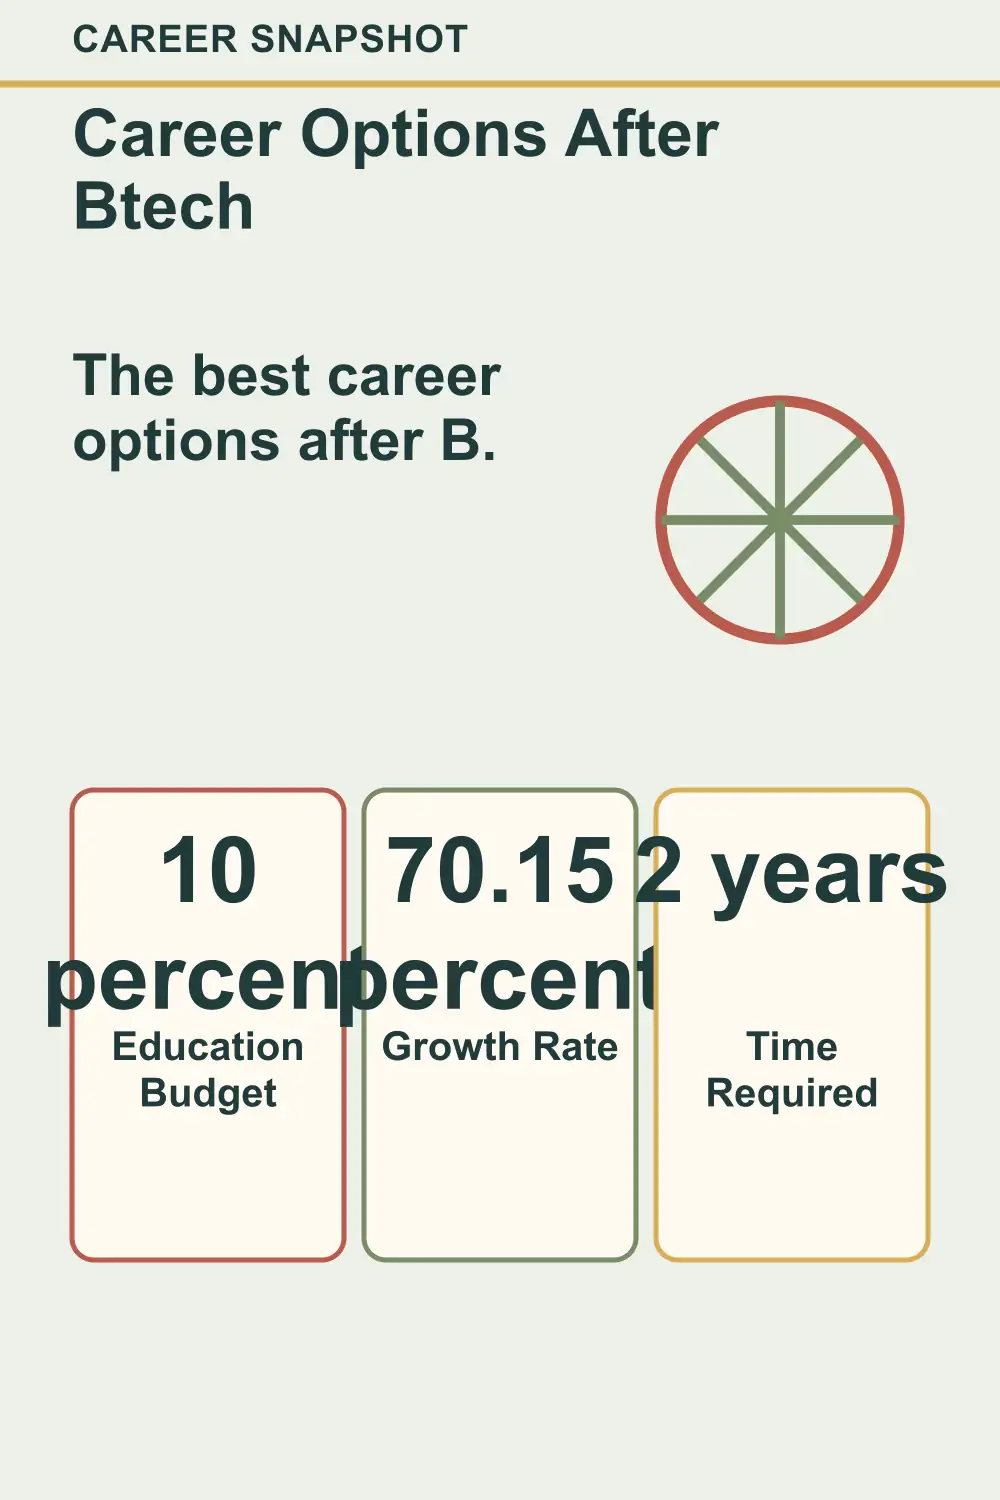 CAREER SNAPSHOT
Career Options After
Btech
The best career
options after B.
10
percent
Education
Budget
70.15
percent
Growth Rate
2 years
Time
Required